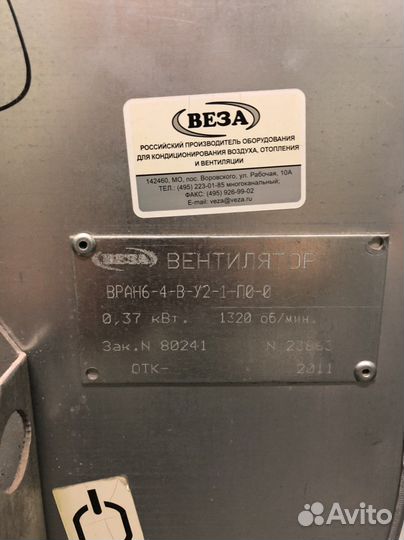 ВЕЗА
РОССИЙСКИЙ ПРОИЗВОДИТЕЛЬ ОБОРУДОВАНИЯ
ДЛЯ КОНДИЦИОНИРОВАНИЯ ВОЗДУХА, ОТОПЛЕНИЯ
И ВЕНТИЛЯЦИИ
142460, МО, пос. Воровского, ул. Рабочая, 10А
ТЕЛ.: (495) 223-01-85 многоканальный,
ФАКС: (495) 926-99-02
E-mail: veza@veza.ru
ВЕЗА ВЕНТИЛЯТОР
ВРАН6-4-В-У2-1-П0-0
0,37 кВт. 1320 об/мин.
Зак.N 80241 N 23863
ОТК- 2011
Avito